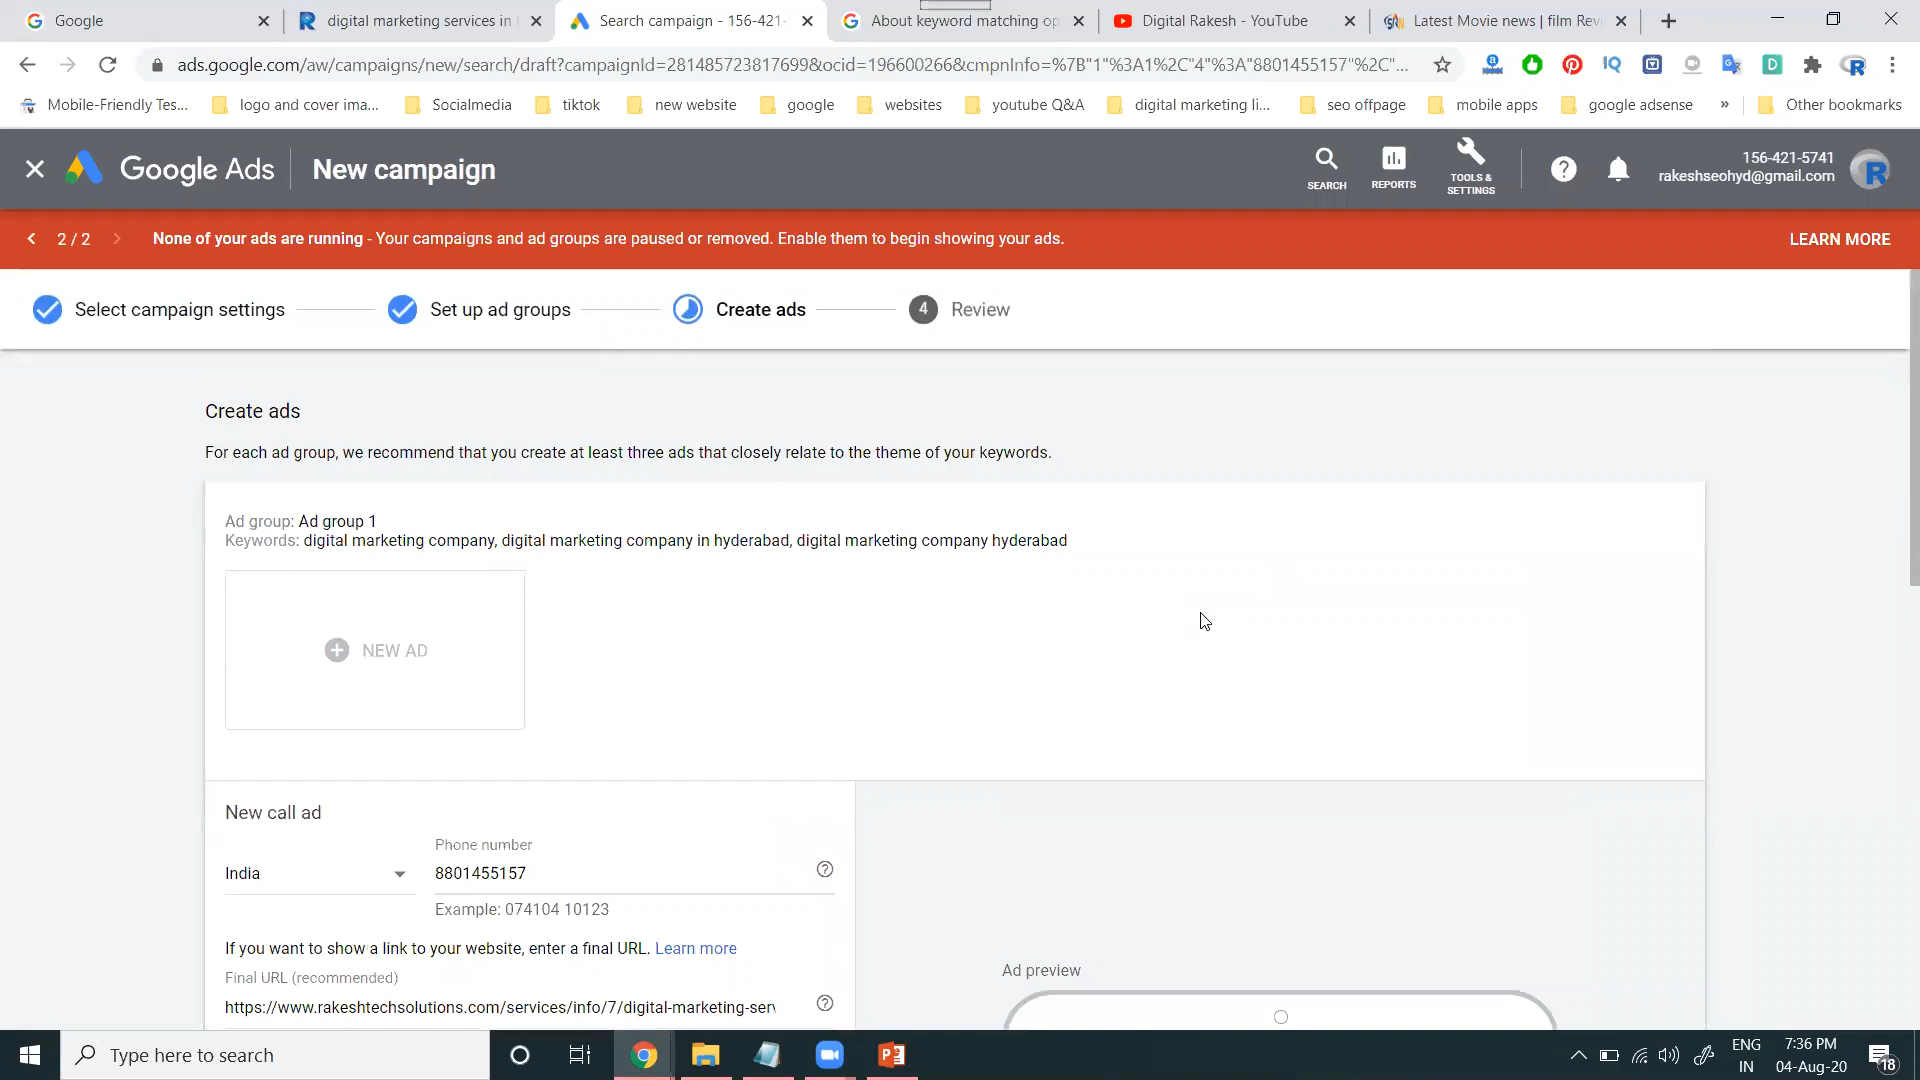 Google
digital marketing services in
Search campaign - 156-421-
About keyword matching op
Digital Rakesh - YouTube
Latest Movie news | film Rev
ads.google.com/aw/campaigns/new/search/draft?campaignId=281485723817699&ocid=196600266&cmpnInfo=%7B"1"%3A1%2C"4"%3A"8801455157"%2C"...
Mobile-Friendly Tes...
logo and cover ima...
Socialmedia
tiktok
new website
google
websites
youtube Q&A
digital marketing li...
seo offpage
mobile apps
google adsense
»
Other bookmarks
Google Ads
New campaign
SEARCH
REPORTS
TOOLS &
SETTINGS
156-421-5741
rakeshseohyd@gmail.com
2 / 2
None of your ads are running - Your campaigns and ad groups are paused or removed. Enable them to begin showing your ads.
LEARN MORE
Select campaign settings
Set up ad groups
Create ads
4
Review
Create ads
For each ad group, we recommend that you create at least three ads that closely relate to the theme of your keywords.
Ad group: Ad group 1
Keywords: digital marketing company, digital marketing company in hyderabad, digital marketing company hyderabad
NEW AD
New call ad
Phone number
India
8801455157
Example: 074104 10123
If you want to show a link to your website, enter a final URL. Learn more
Final URL (recommended)
https://www.rakeshtechsolutions.com/services/info/7/digital-marketing-serv
Ad preview
Type here to search
ENG
IN
7:36 PM
04-Aug-20
18